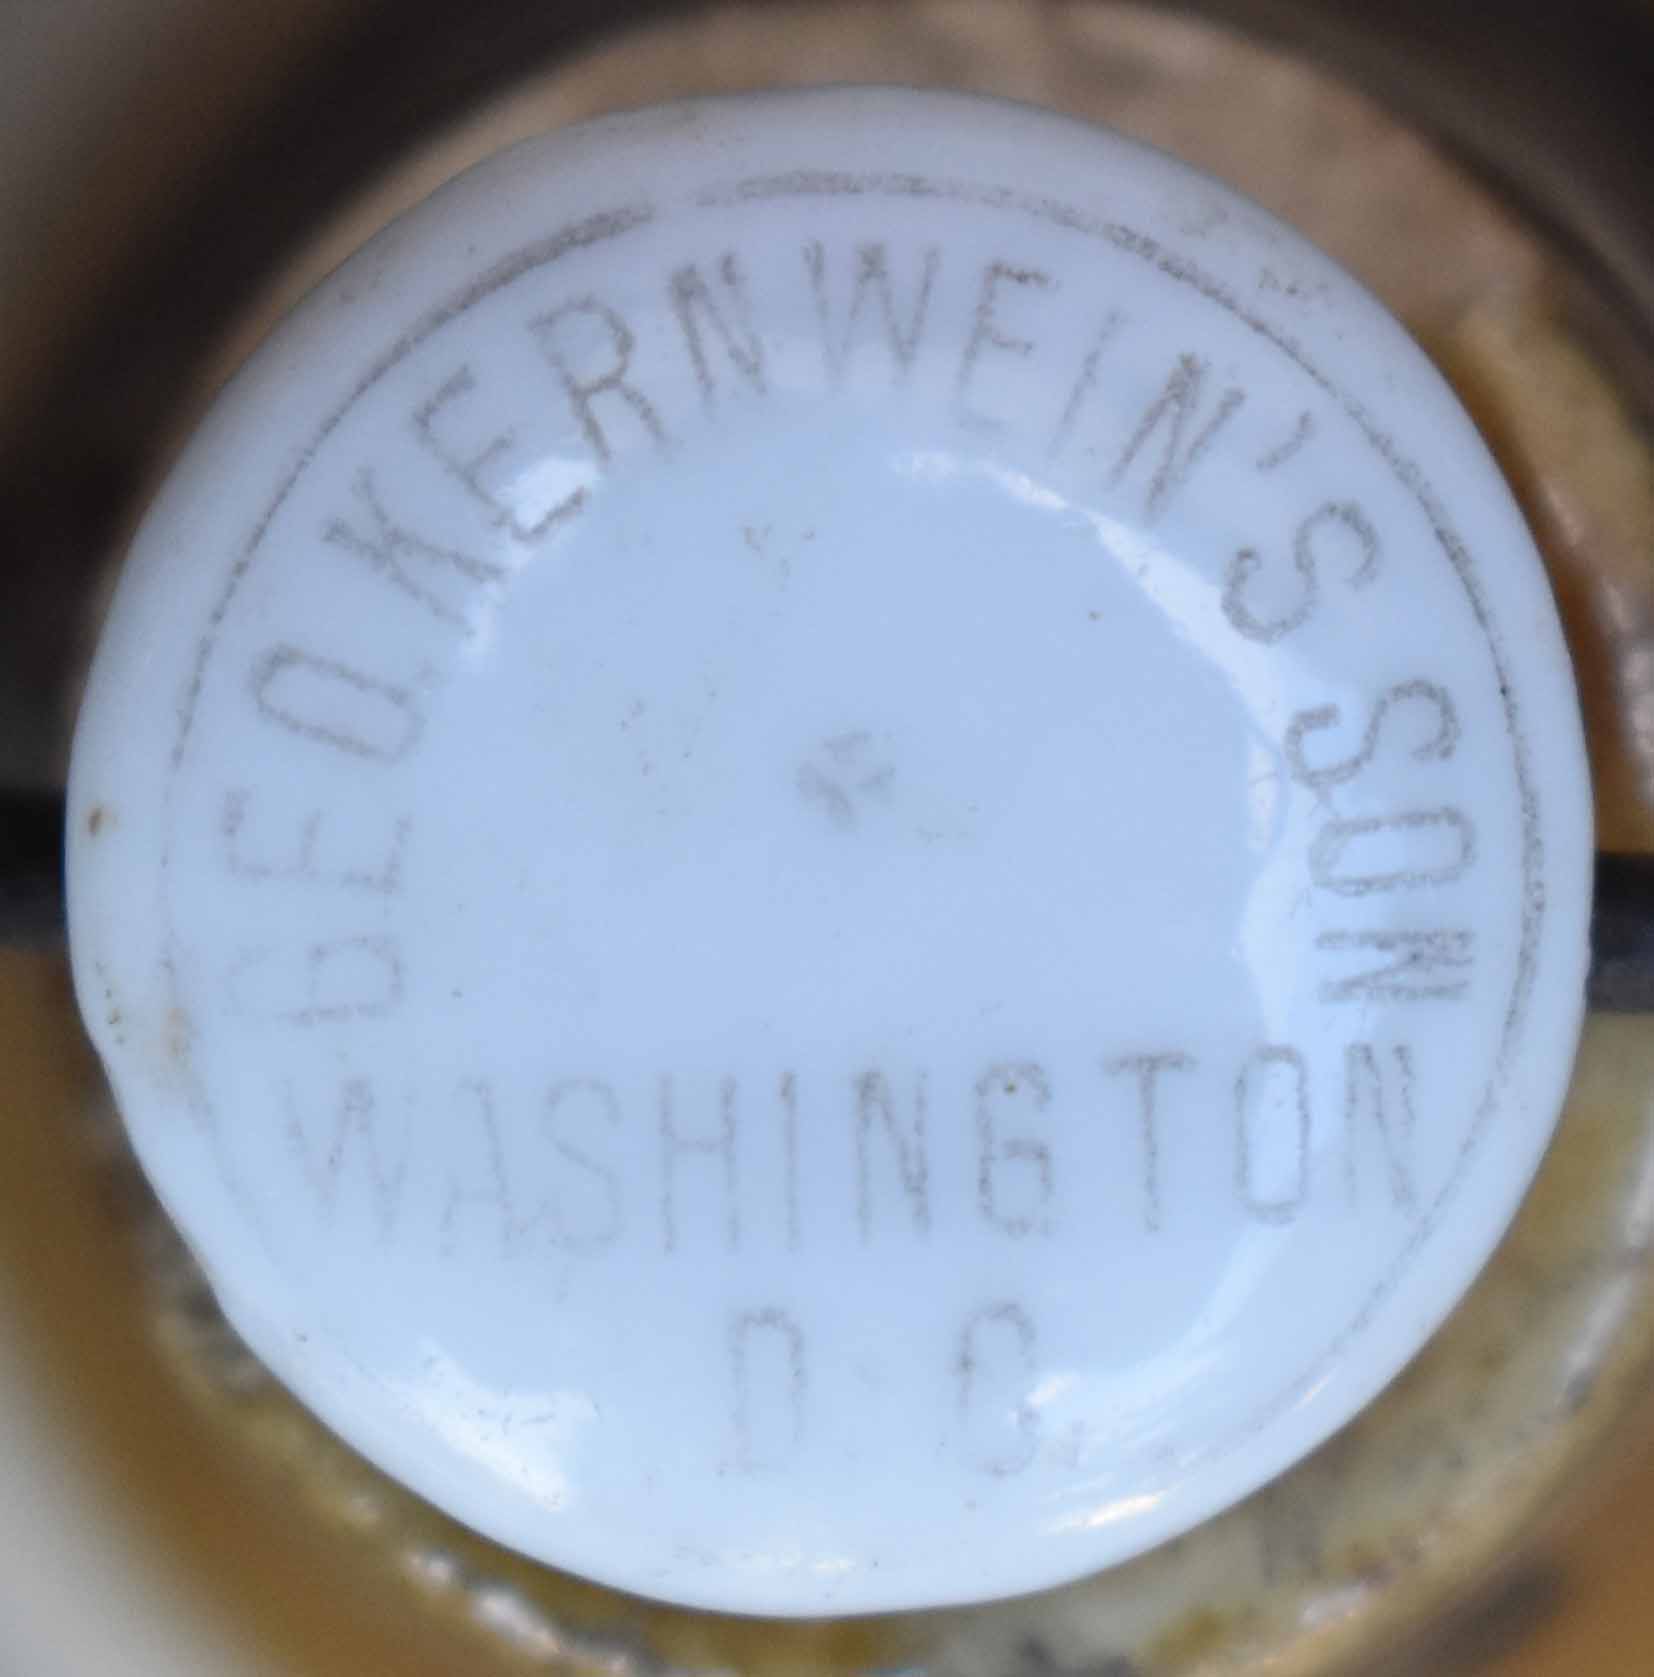 GEO. KERNWEIN'S SON
WASHINGTON
D. C.